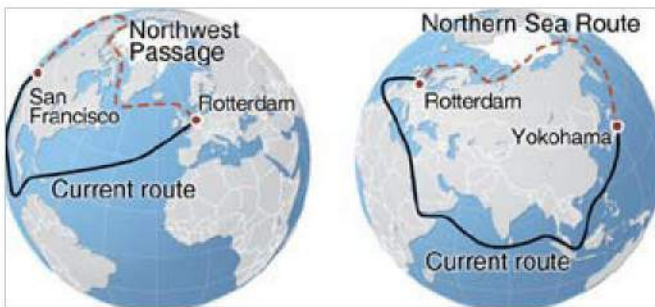 Northwest
Passage
San
Francisco
Rotterdam
Current route
Northern Sea Route
Rotterdam
Yokohama
Current route